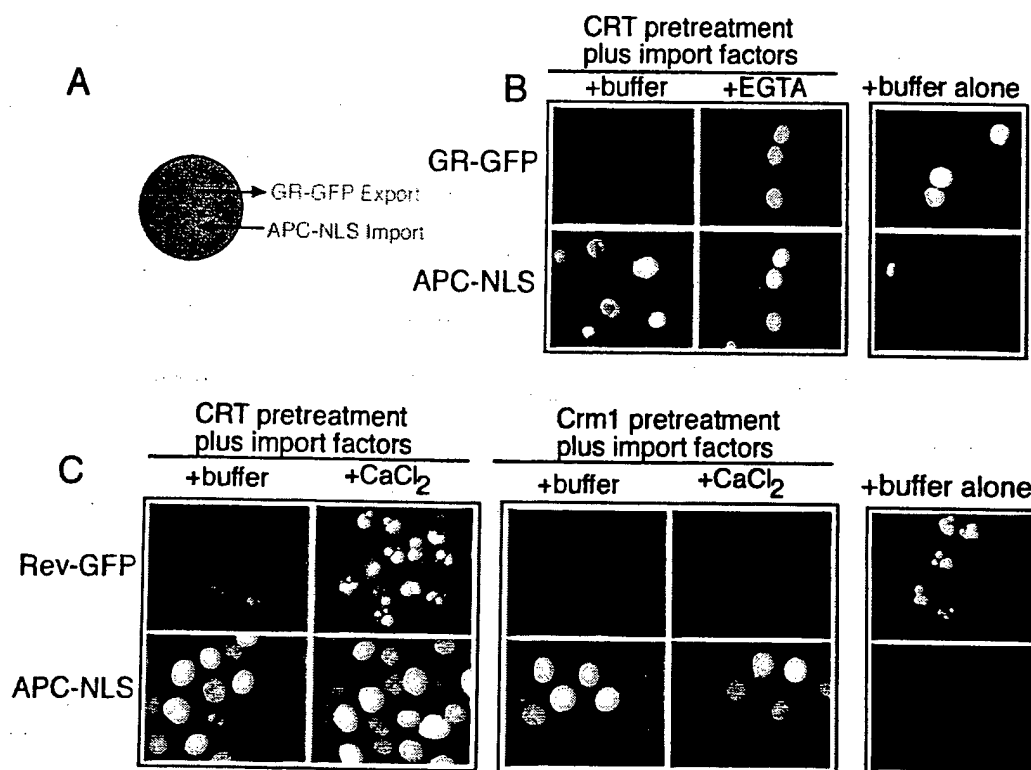 A
GR-GFP Export
APC-NLS Import
B
CRT pretreatment
plus import factors
+buffer
+EGTA
+buffer alone
GR-GFP
APC-NLS
C
CRT pretreatment
plus import factors
+buffer
+CaCl2
Crm1 pretreatment
plus import factors
+buffer
+CaCl2
+buffer alone
Rev-GFP
APC-NLS